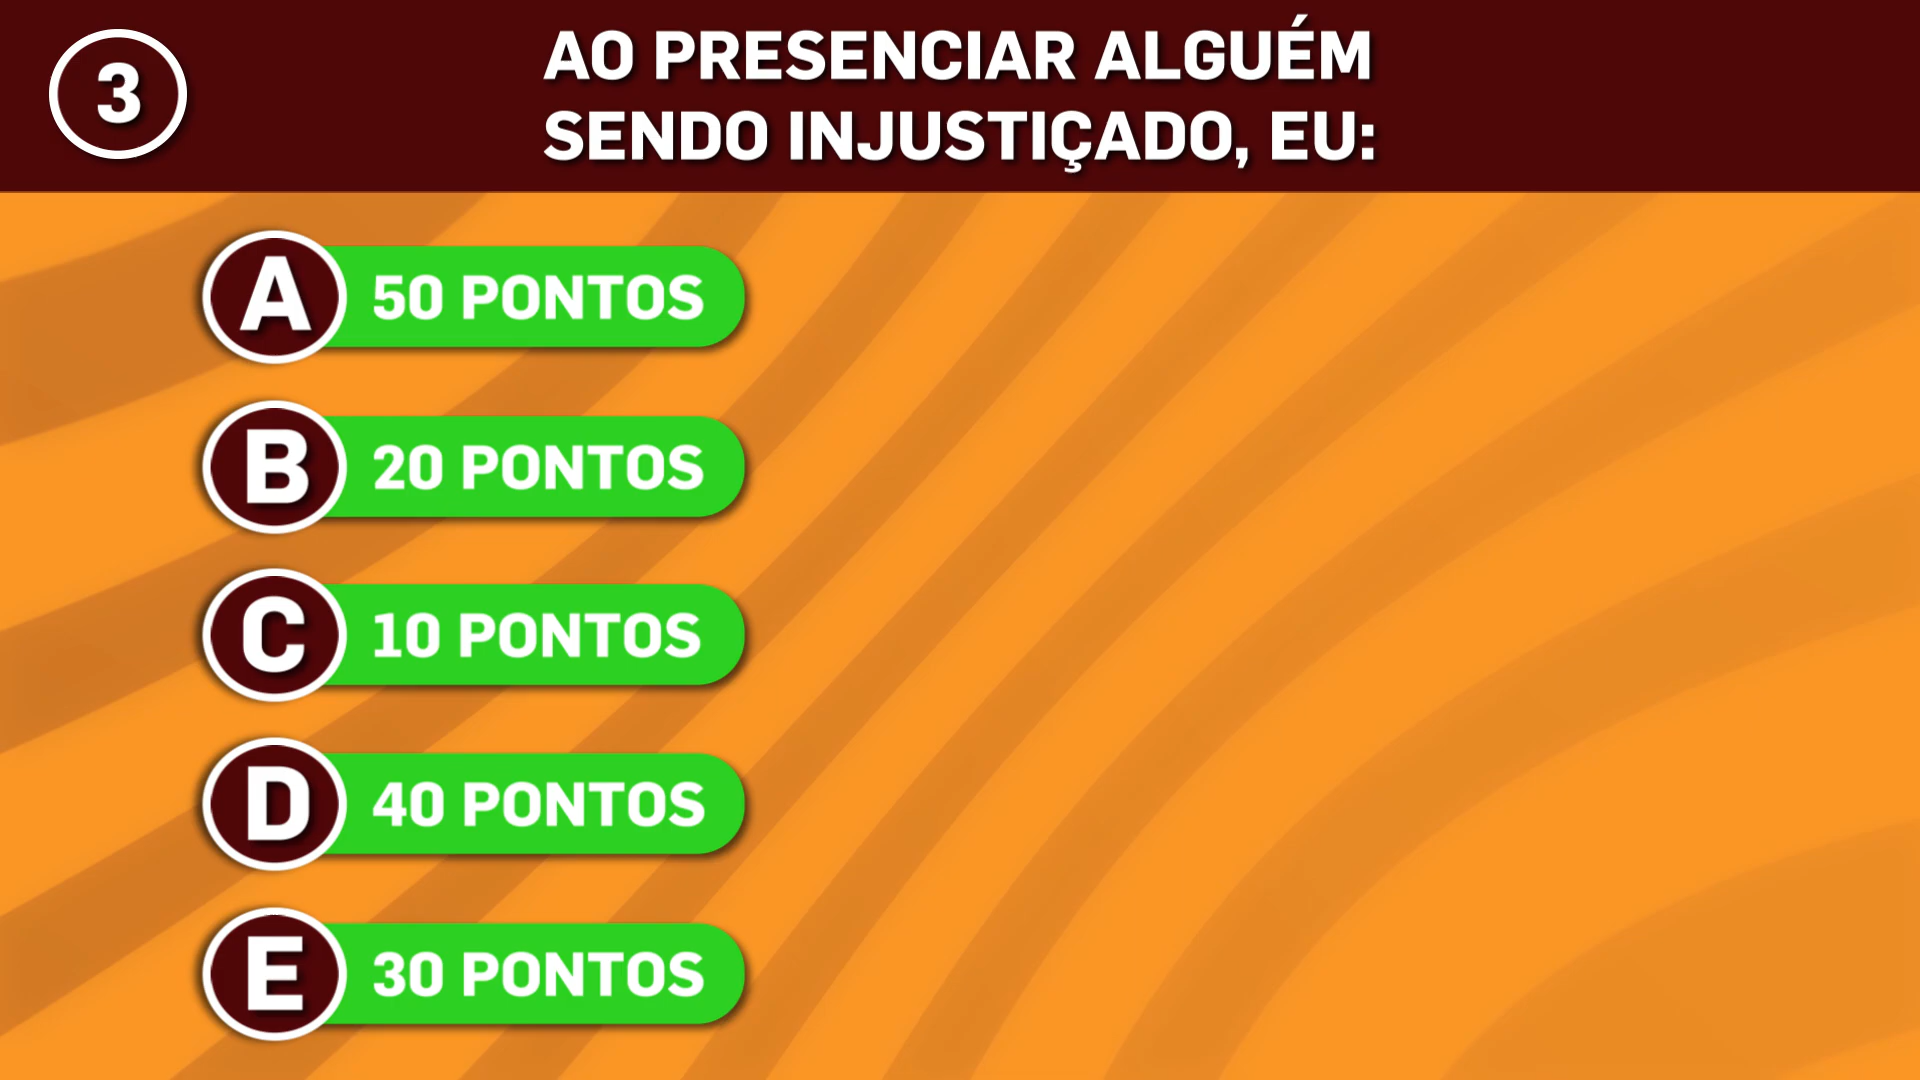 3
AO PRESENCIAR ALGUÉM
SENDO INJUSTIÇADO, EU:
A 50 PONTOS
B 20 PONTOS
C 10 PONTOS
D 40 PONTOS
E 30 PONTOS